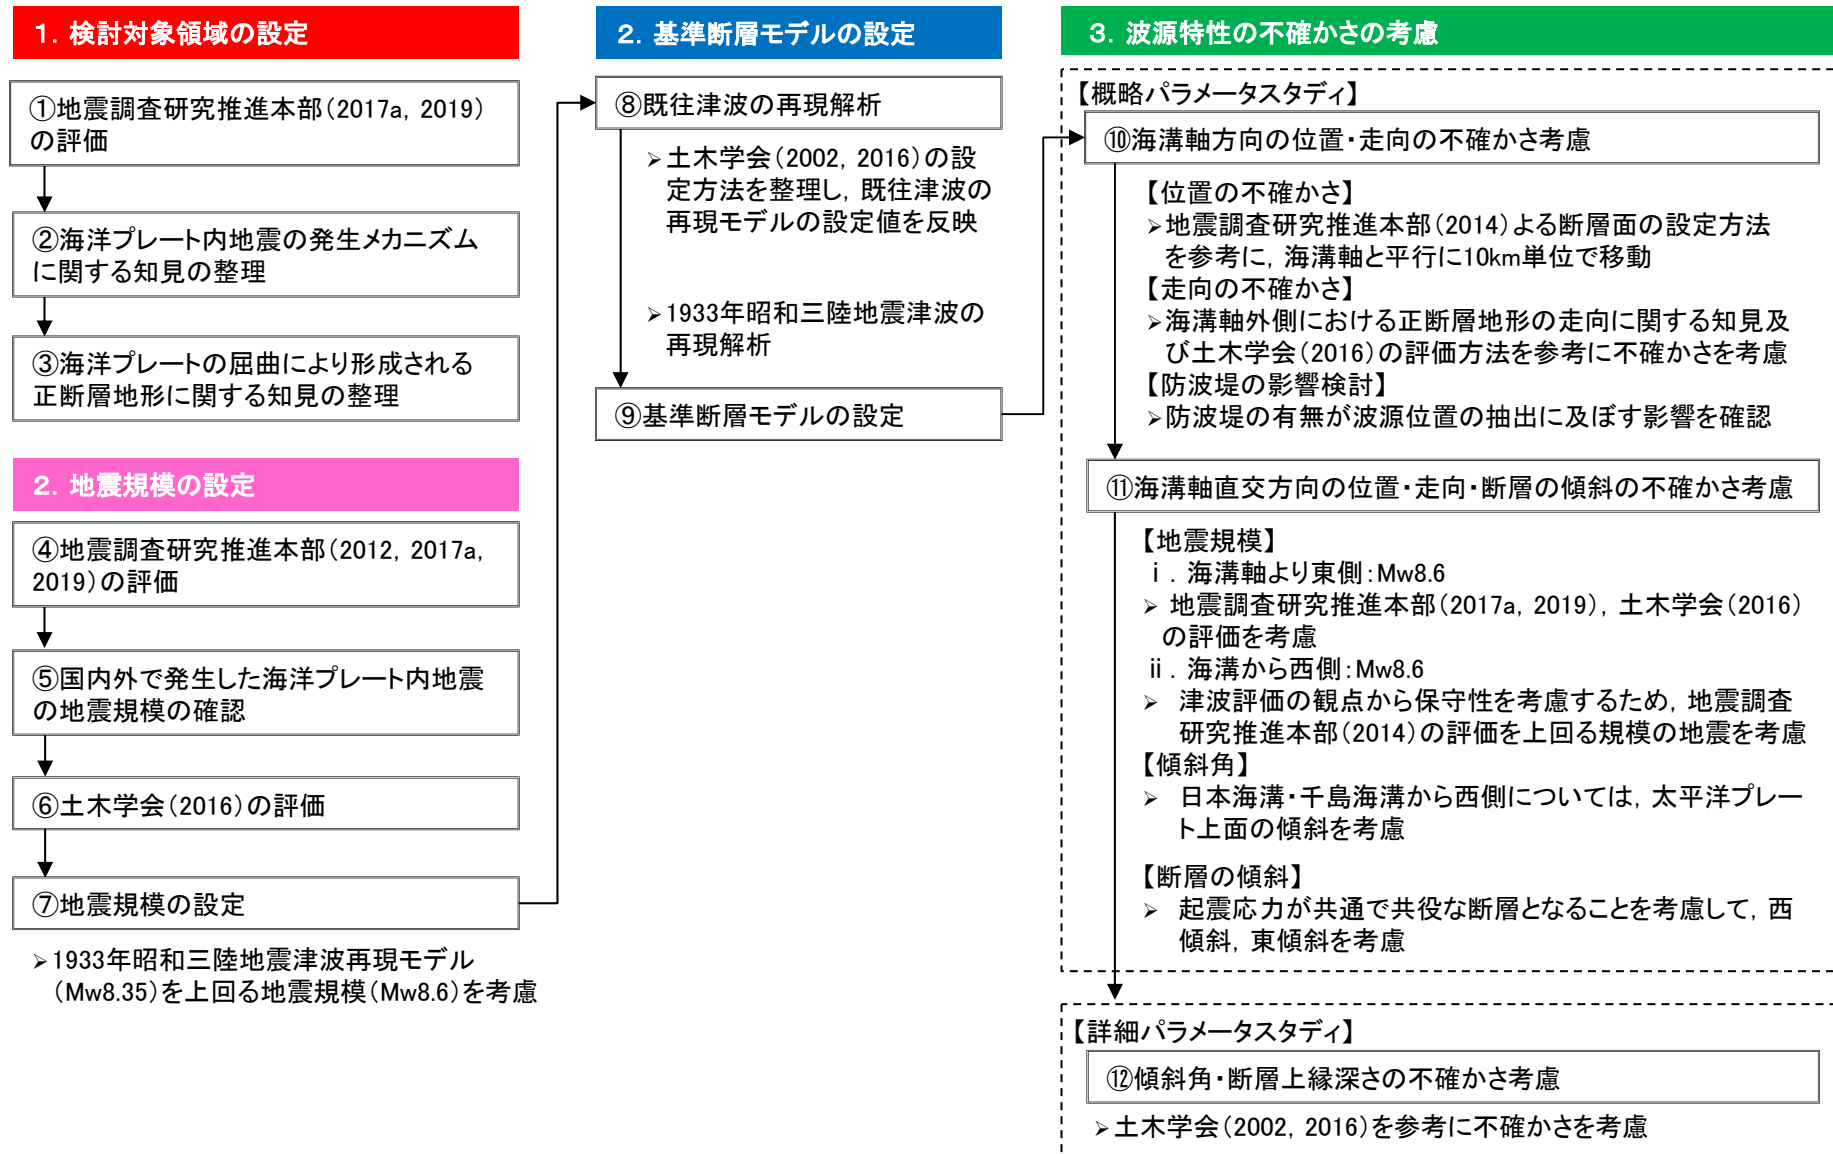 1．検討対象領域の設定
①地震調査研究推進本部（2017a，2019）
の評価
②海洋プレート内地震の発生メカニズム
に関する知見の整理
③海洋プレートの屈曲により形成される
正断層地形に関する知見の整理
2．地震規模の設定
④地震調査研究推進本部（2012，2017a，
2019）の評価
⑤国内外で発生した海洋プレート内地震
の地震規模の確認
⑥土木学会（2016）の評価
⑦地震規模の設定
➢1933年昭和三陸地震津波再現モデル
（Mw8.35）を上回る地震規模（Mw8.6）を考慮
2．基準断層モデルの設定
⑧既往津波の再現解析
➢土木学会（2002，2016）の設
定方法を整理し，既往津波の
再現モデルの設定値を反映
➢1933年昭和三陸地震津波の
再現解析
⑨基準断層モデルの設定
3．波源特性の不確かさの考慮
【概略パラメータスタディ】
⑩海溝軸方向の位置・走向の不確かさ考慮
【位置の不確かさ】
➢地震調査研究推進本部（2014）よる断層面の設定方法
を参考に，海溝軸と平行に10km単位で移動
【走向の不確かさ】
➢海溝軸外側における正断層地形の走向に関する知見及
び土木学会（2016）の評価方法を参考に不確かさを考慮
【防波堤の影響検討】
➢防波堤の有無が波源位置の抽出に及ぼす影響を確認
⑪海溝軸直交方向の位置・走向・断層の傾斜の不確かさ考慮
【地震規模】
ⅰ．海溝軸より東側：Mw8.6
➢ 地震調査研究推進本部（2017a，2019），土木学会（2016）
の評価を考慮
ⅱ．海溝から西側：Mw8.6
➢ 津波評価の観点から保守性を考慮するため，地震調査
研究推進本部（2014）の評価を上回る規模の地震を考慮
【傾斜角】
➢ 日本海溝・千島海溝から西側については，太平洋プレー
ト上面の傾斜を考慮
【断層の傾斜】
➢ 起震応力が共通で共役な断層となることを考慮して，西
傾斜，東傾斜を考慮
【詳細パラメータスタディ】
⑫傾斜角・断層上縁深さの不確かさ考慮
➢土木学会（2002，2016）を参考に不確かさを考慮